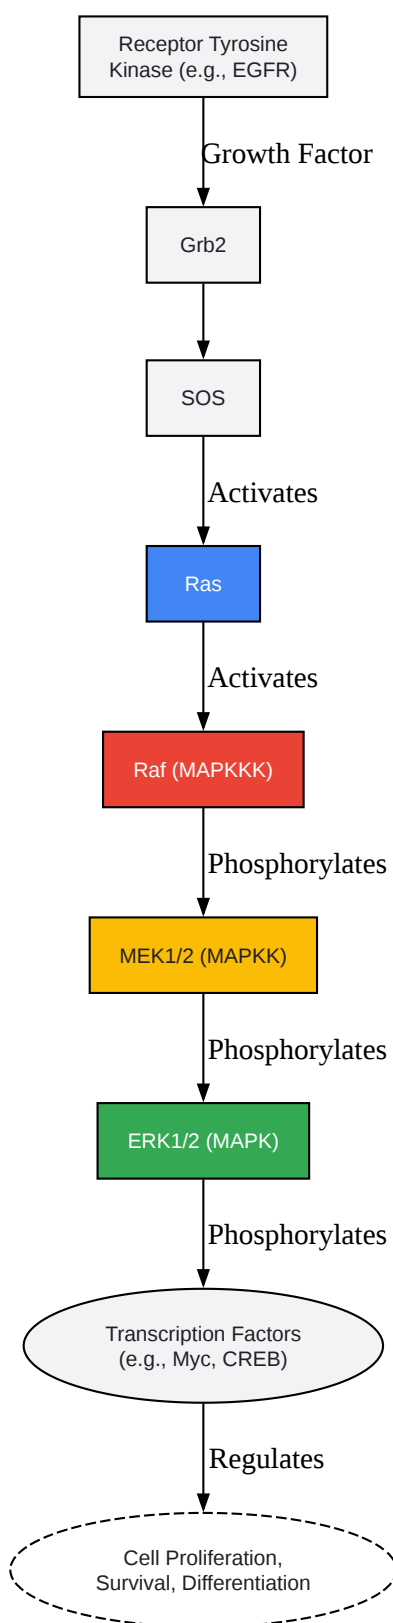 Receptor Tyrosine
Kinase (e.g., EGFR)
Growth Factor
Grb2
SOS
Activates
Ras
Activates
Raf (MAPKKK)
Phosphorylates
MEK1/2 (MAPKK)
Phosphorylates
ERK1/2 (MAPK)
Phosphorylates
Transcription Factors
(e.g., Myc, CREB)
Regulates
Cell Proliferation,
Survival, Differentiation